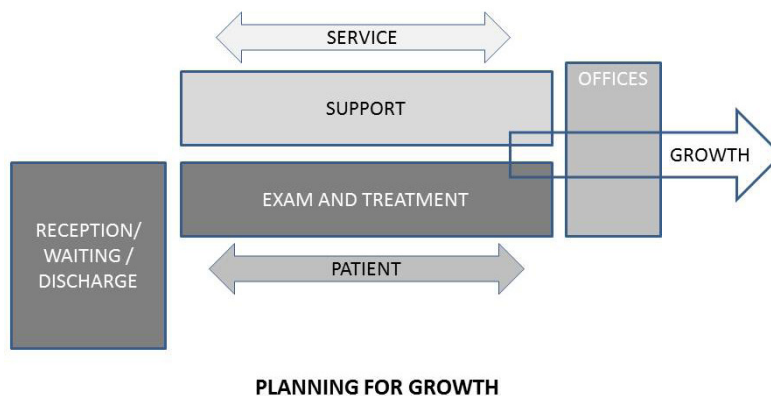 SERVICE
SUPPORT
OFFICES
GROWTH
EXAM AND TREATMENT
RECEPTION/
WAITING /
DISCHARGE
PATIENT
PLANNING FOR GROWTH